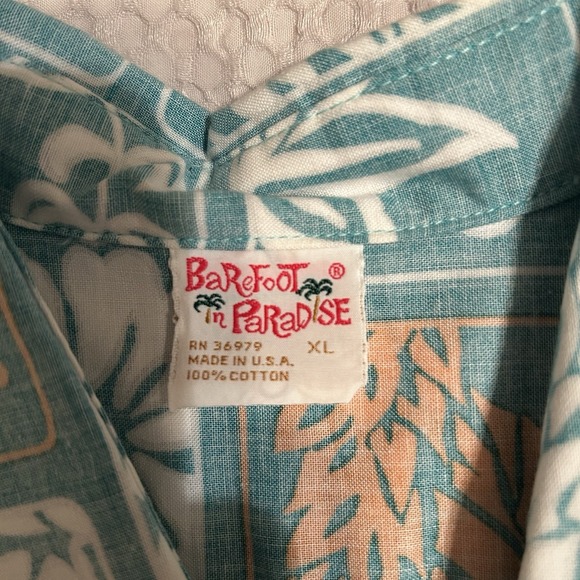 BaReFooT ®
in PaRaDiSE
RN 36979 XL
MADE IN U.S.A.
100% COTTON